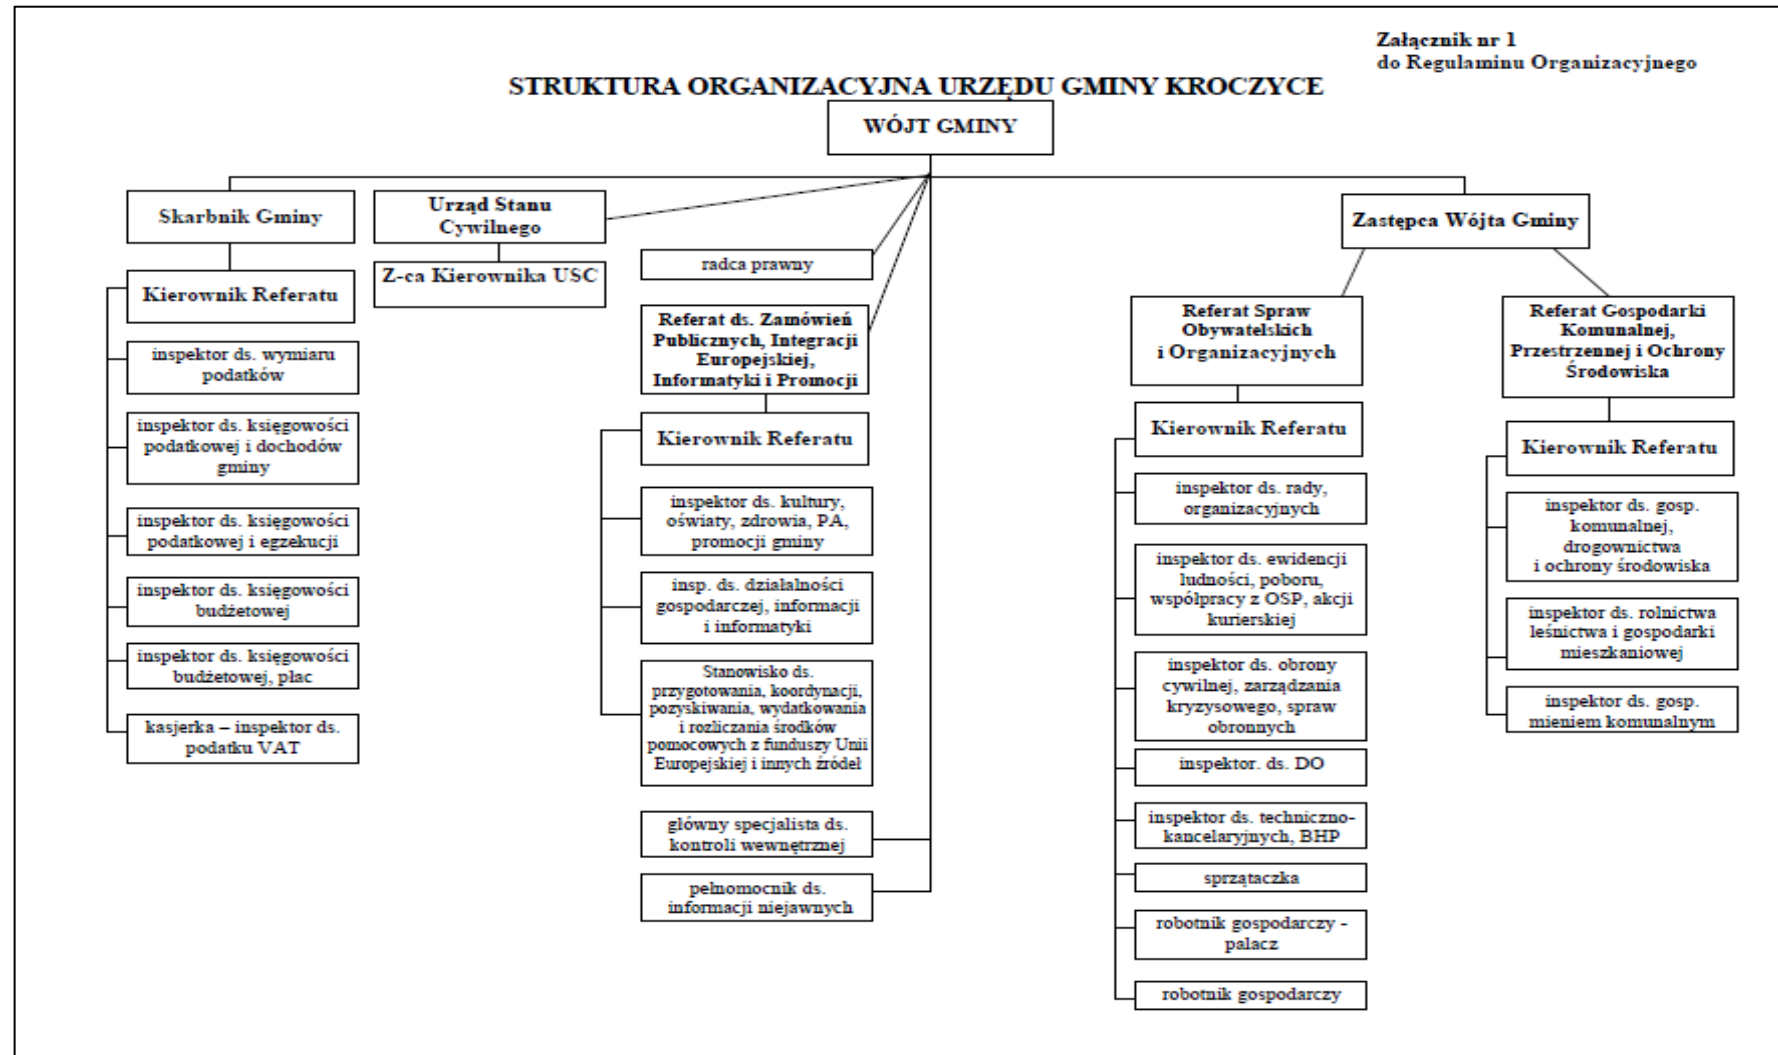 Załącznik nr 1
do Regulaminu Organizacyjnego
STRUKTURA ORGANIZACYJNA URZĘDU GMINY KROCZYCE
WÓJT GMINY
Skarbnik Gminy
Kierownik Referatu
inspektor ds. wymiaru
podatków
inspektor ds. księgowości
podatkowej i dochodów
gminy
inspektor ds. księgowości
podatkowej i egzekucji
inspektor ds. księgowości
budżetowej
inspektor ds. księgowości
budżetowej, płac
kasjerka – inspektor ds.
podatku VAT
Urząd Stanu
Cywilnego
Z-ca Kierownika USC
radca prawny
Referat ds. Zamówień
Publicznych, Integracji
Europejskiej,
Informatyki i Promocji
Kierownik Referatu
inspektor ds. kultury,
oświaty, zdrowia, PA,
promocji gminy
insp. ds. działalności
gospodarczej, informacji
i informatyki
Stanowisko ds.
przygotowania, koordynacji,
pozyskiwania, wydatkowania
i rozliczania środków
pomocowych z funduszy Unii
Europejskiej i innych źródeł
główny specjalista ds.
kontroli wewnętrznej
pełnomocnik ds.
informacji niejawnych
Zastępca Wójta Gminy
Referat Spraw
Obywatelskich
i Organizacyjnych
Kierownik Referatu
inspektor ds. rady,
organizacyjnych
inspektor ds. ewidencji
ludności, poboru,
współpracy z OSP, akcji
kurierskiej
inspektor ds. obrony
cywilnej, zarządzania
kryzysowego, spraw
obronnych
inspektor. ds. DO
inspektor ds. techniczno-
kancelaryjnych, BHP
sprzątaczka
robotnik gospodarczy -
palacz
robotnik gospodarczy
Referat Gospodarki
Komunalnej,
Przestrzennej i Ochrony
Środowiska
Kierownik Referatu
inspektor ds. gosp.
komunalnej,
drogownictwa
i ochrony środowiska
inspektor ds. rolnictwa
leśnictwa i gospodarki
mieszkaniowej
inspektor ds. gosp.
mieniem komunalnym